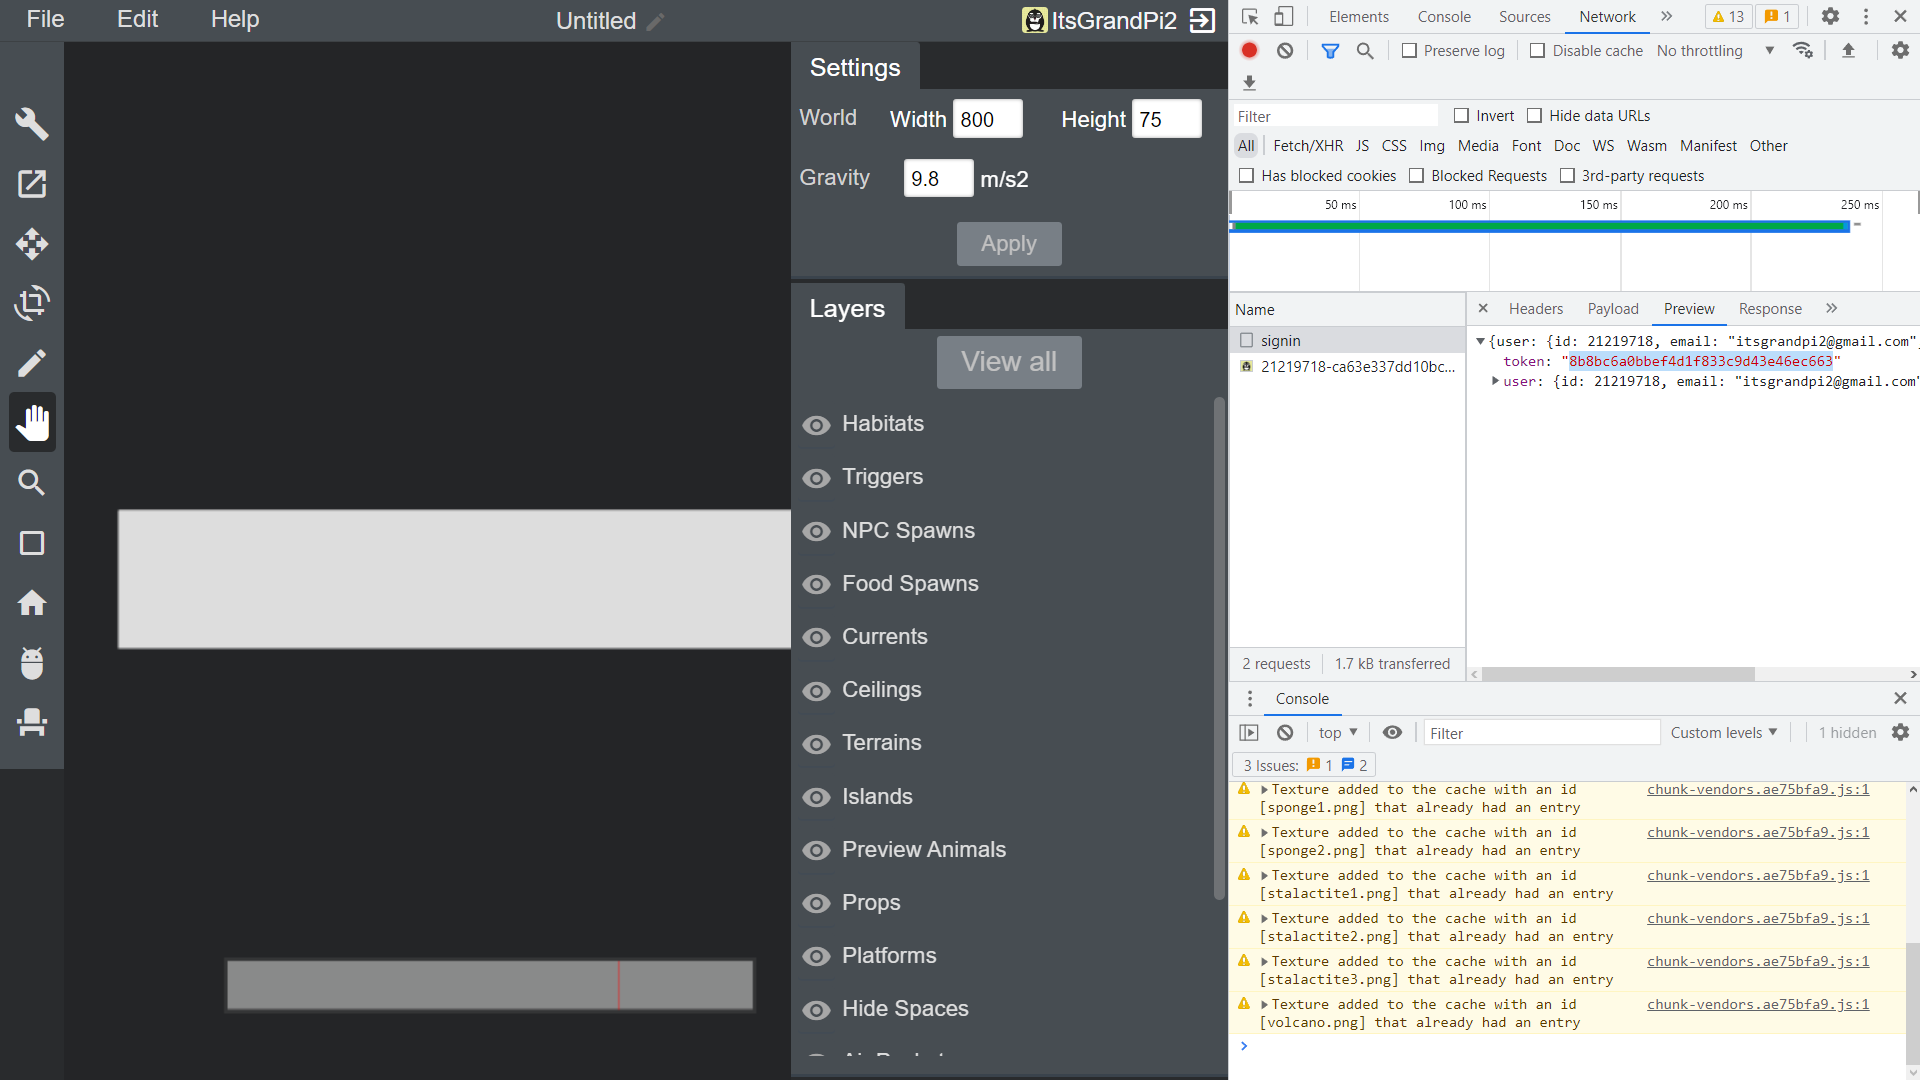 File Edit Help
Untitled
ItsGrandPi2
Settings
World Width 800 Height 75
Gravity 9.8 m/s2
Apply
Layers
View all
Habitats
Triggers
NPC Spawns
Food Spawns
Currents
Ceilings
Terrains
Islands
Preview Animals
Props
Platforms
Hide Spaces
Elements Console Sources Network 13 1
Preserve log Disable cache No throttling
Filter Invert Hide data URLs
All Fetch/XHR JS CSS Img Media Font Doc WS Wasm Manifest Other
Has blocked cookies Blocked Requests 3rd-party requests
50 ms 100 ms 150 ms 200 ms 250 ms
Name
signin
21219718-ca63e337dd10bc...
2 requests 1.7 kB transferred
Headers Payload Preview Response
{user: {id: 21219718, email: "itsgrandpi2@gmail.com",
token: "8b8bc6a0bbef4d1f833c9d43e46ec663"
user: {id: 21219718, email: "itsgrandpi2@gmail.com"
Console
top Filter Custom levels 1 hidden
3 Issues: 1 2
Texture added to the cache with an id chunk-vendors.ae75bfa9.js:1
[sponge1.png] that already had an entry
Texture added to the cache with an id chunk-vendors.ae75bfa9.js:1
[sponge2.png] that already had an entry
Texture added to the cache with an id chunk-vendors.ae75bfa9.js:1
[stalactite1.png] that already had an entry
Texture added to the cache with an id chunk-vendors.ae75bfa9.js:1
[stalactite2.png] that already had an entry
Texture added to the cache with an id chunk-vendors.ae75bfa9.js:1
[stalactite3.png] that already had an entry
Texture added to the cache with an id chunk-vendors.ae75bfa9.js:1
[volcano.png] that already had an entry